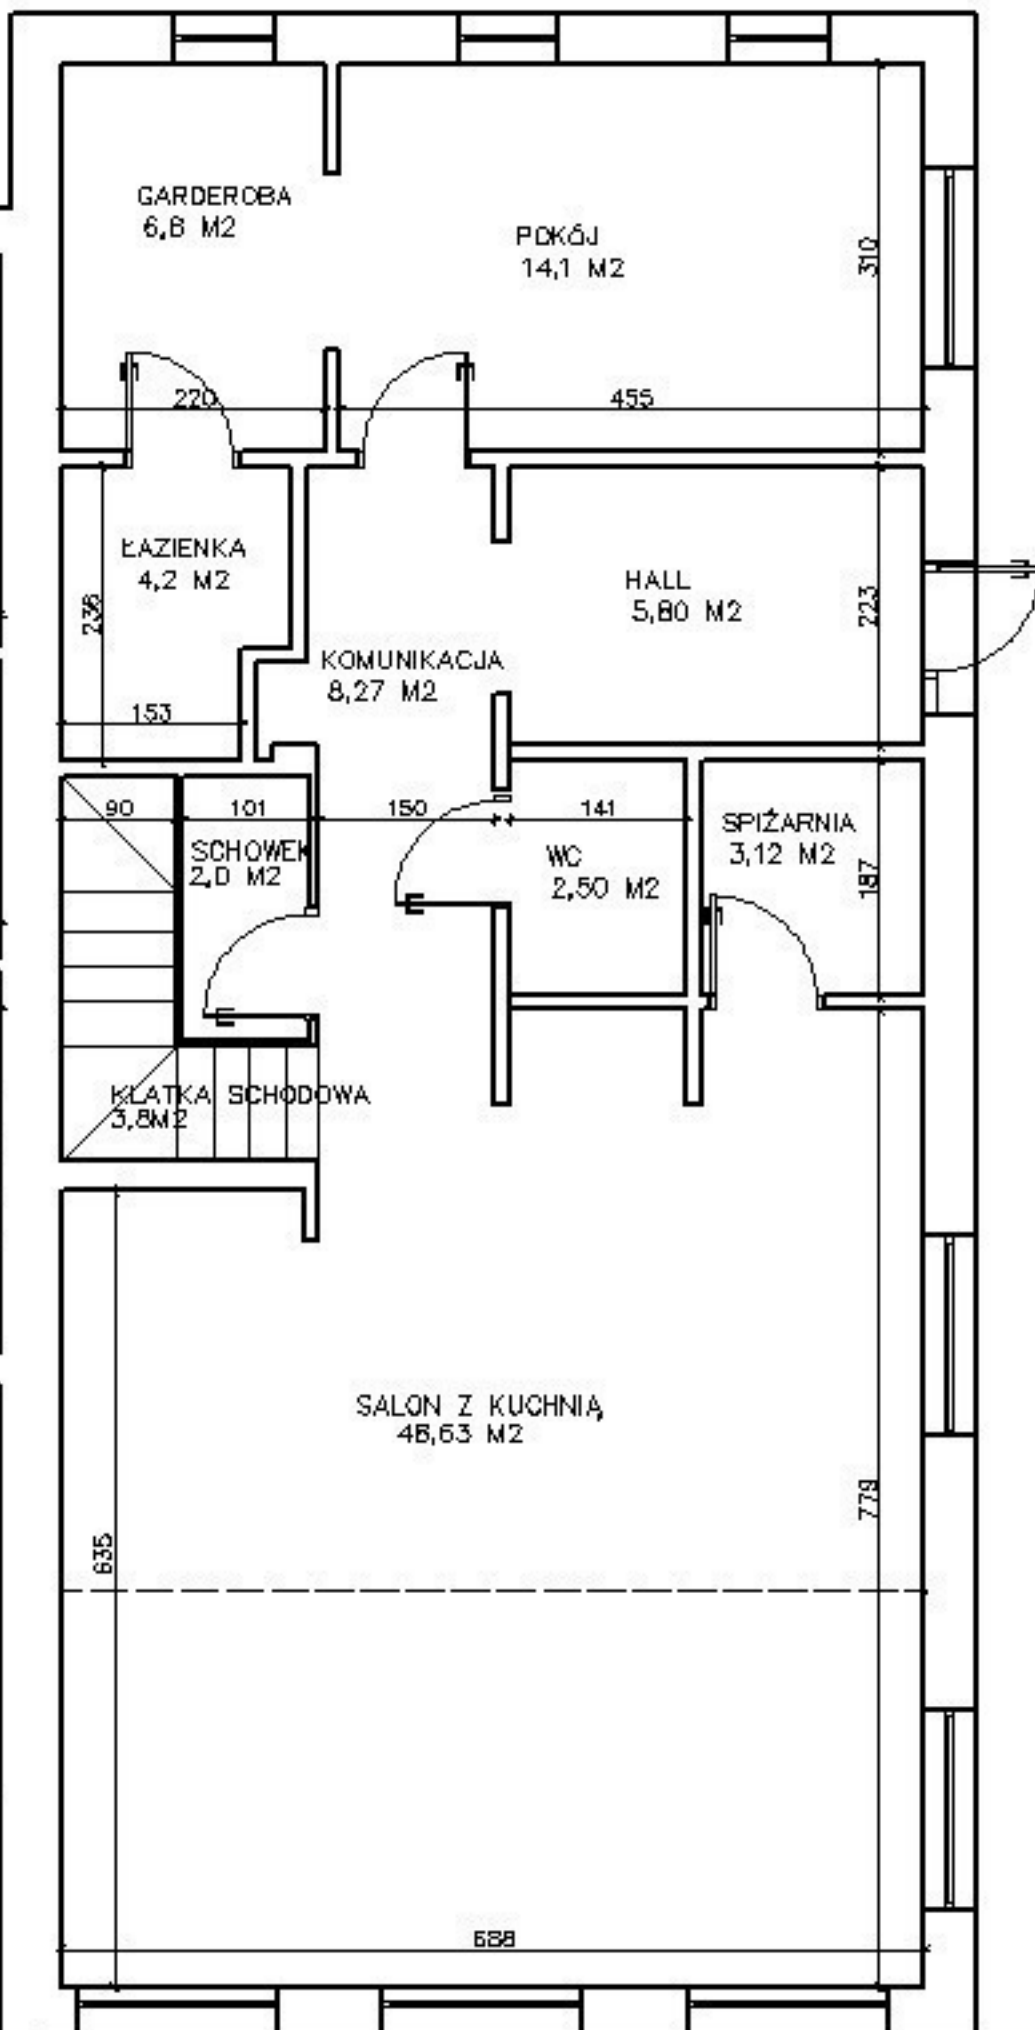 GARDEROBA
6,8 M2
POKÓJ
14,1 M2
310
220
455
ŁAZIENKA
4,2 M2
236
HALL
5,80 M2
223
KOMUNIKACJA
8,27 M2
153
90
101
150
141
SCHOWEK
2,0 M2
WC
2,50 M2
SPIŻARNIA
3,12 M2
187
KLATKA SCHODOWA
3,8M2
SALON Z KUCHNIĄ
48,63 M2
779
635
688